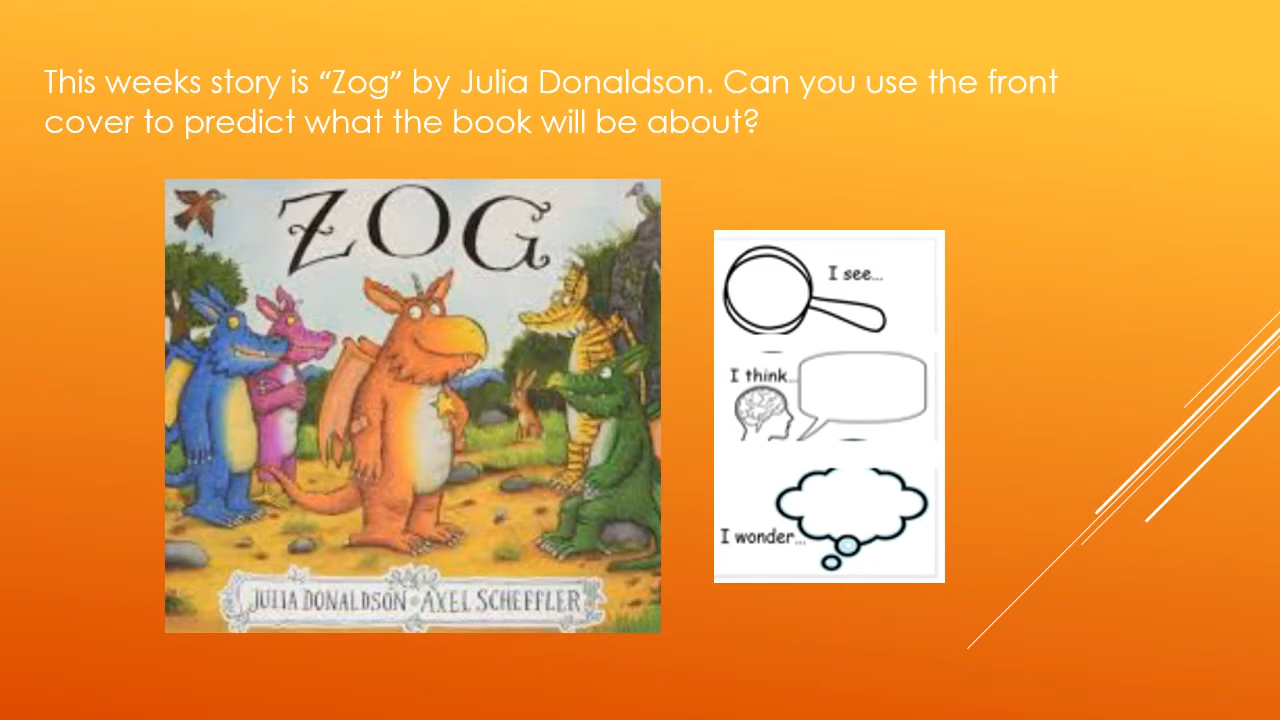 This weeks story is “Zog” by Julia Donaldson. Can you use the front
cover to predict what the book will be about?
ZOG
JULIA DONALDSON • AXEL SCHEFFLER
I see...
I think...
I wonder...